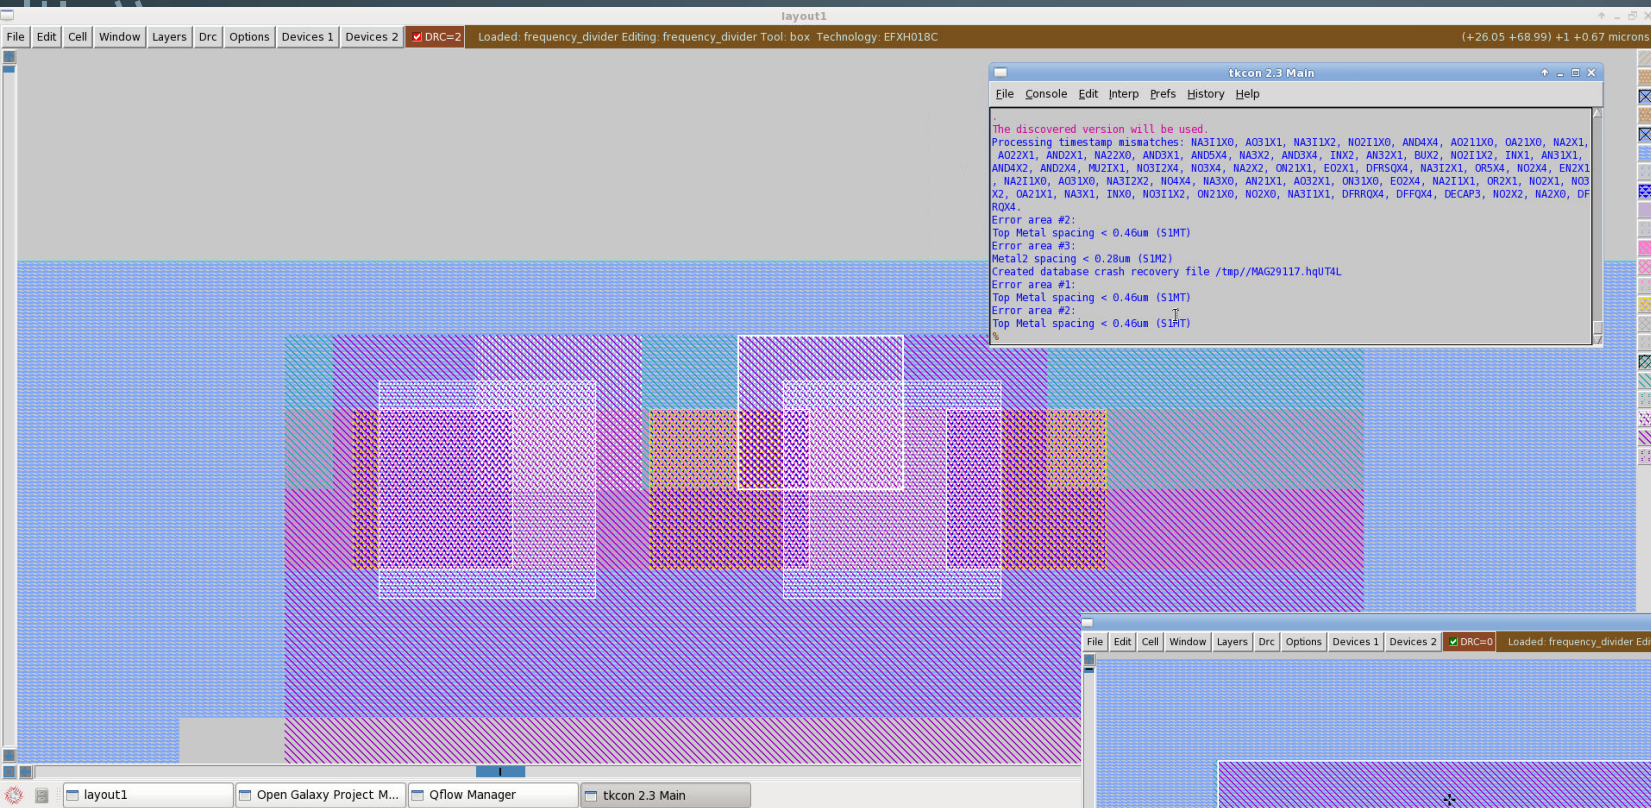 layout1
File Edit Cell Window Layers Drc Options Devices 1 Devices 2 DRC=2 Loaded: frequency_divider Editing: frequency_divider Tool: box Technology: EFXH018C (+26.05 +68.99) +1 +0.67 microns
tkcon 2.3 Main
File Console Edit Interp Prefs History Help
.
The discovered version will be used.
Processing timestamp mismatches: NA3I1X0, AO31X1, NA3I1X2, NO2I1X0, AND4X4, AO211X0, OA21X0, NA2X1,
AO22X1, AND2X1, NA22X0, AND3X1, AND5X4, NA3X2, AND3X4, INX2, AN32X1, BUX2, NO2I1X2, INX1, AN31X1,
AND4X2, AND2X4, MU2IX1, NO3I2X4, NO3X4, NA2X2, ON21X1, EO2X1, DFRSQX4, NA3I2X1, OR5X4, NO2X4, EN2X1
, NA2I1X0, AO31X0, NA3I2X2, NO4X4, NA3X0, AN21X1, AO32X1, ON31X0, EO2X4, NA2I1X1, OR2X1, NO2X1, NO3
X2, OA21X1, NA3X1, INX0, NO3I1X2, ON21X0, NO2X0, NA3I1X1, DFRRQX4, DFFQX4, DECAP3, NO2X2, NA2X0, DF
RQX4.
Error area #2:
Top Metal spacing < 0.46um (S1MT)
Error area #3:
Metal2 spacing < 0.28um (S1M2)
Created database crash recovery file /tmp//MAG29117.hqUT4L
Error area #1:
Top Metal spacing < 0.46um (S1MT)
Error area #2:
Top Metal spacing < 0.46um (S1MT)
%
File Edit Cell Window Layers Drc Options Devices 1 Devices 2 DRC=0 Loaded: frequency_divider Edi
layout1 Open Galaxy Project M... Qflow Manager tkcon 2.3 Main